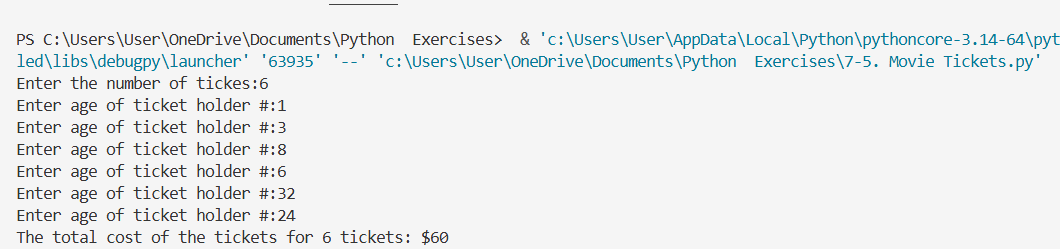 PS C:\Users\User\OneDrive\Documents\Python  Exercises>  & 'c:\Users\User\AppData\Local\Python\pythoncore-3.14-64\pyt
led\libs\debugpy\launcher' '63935' '--' 'c:\Users\User\OneDrive\Documents\Python  Exercises\7-5. Movie Tickets.py'
Enter the number of tickes:6
Enter age of ticket holder #:1
Enter age of ticket holder #:3
Enter age of ticket holder #:8
Enter age of ticket holder #:6
Enter age of ticket holder #:32
Enter age of ticket holder #:24
The total cost of the tickets for 6 tickets: $60